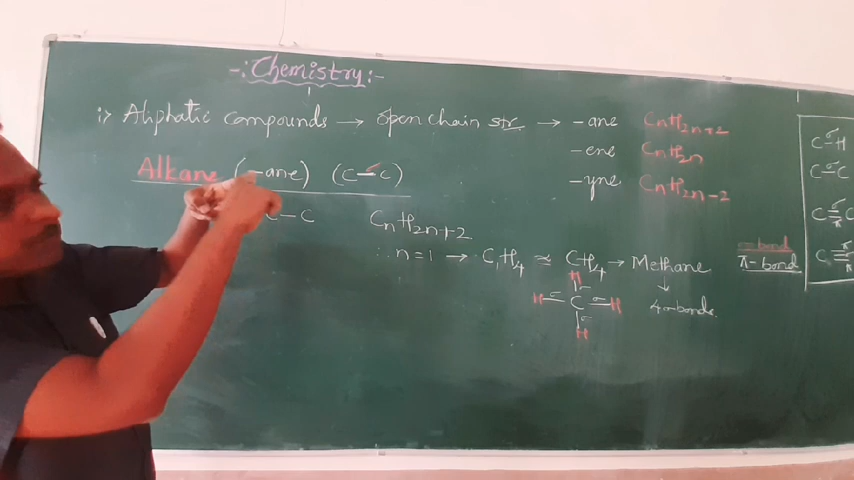 -: Chemistry :-
i> Aliphatic compounds → open chain str → -ane CnH2n+2
-ene CnH2n
-yne CnH2n-2
Alkane (-ane) (C-C)
C-C CnH2n+2
∴ n=1 → C1H4 ≈ CH4 → Methane
↓
4σ-bonds.
H
H σ C σ H
σ
H
σ-bond
π-bond
C σ H
C σ C
C σ π C
C σ π